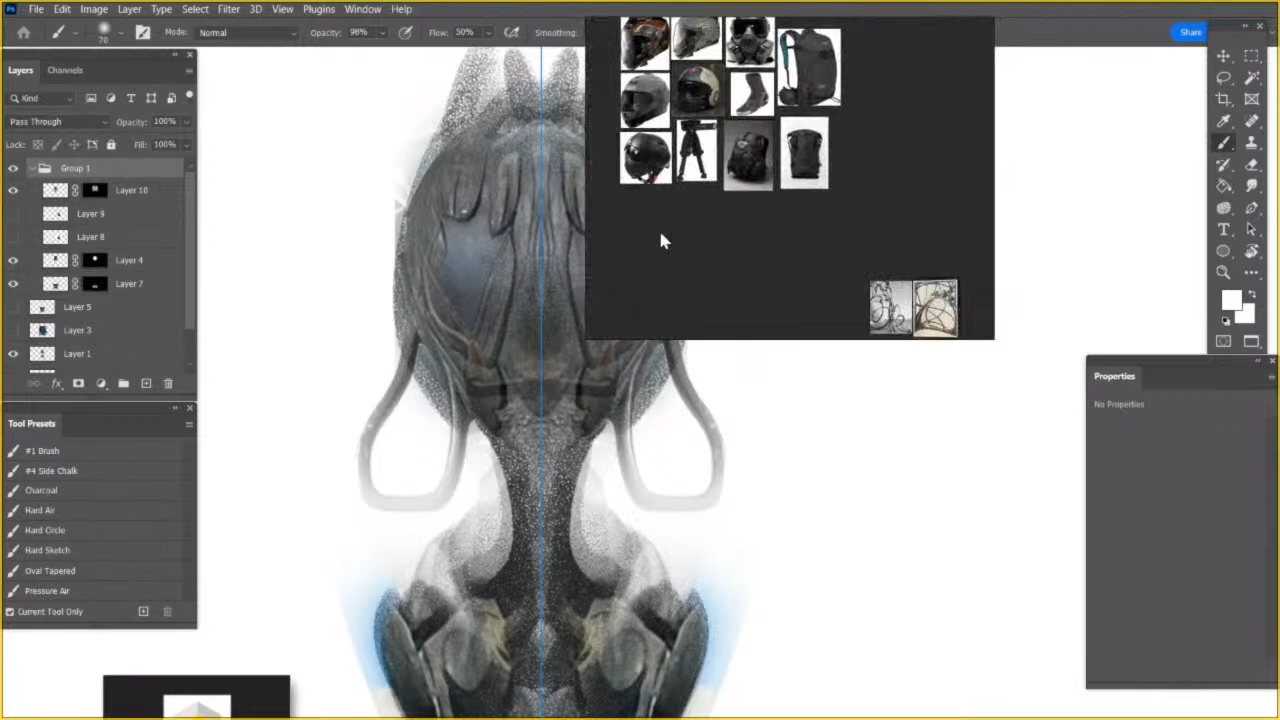 Ps File Edit Image Layer Type Select Filter 3D View Plugins Window Help
70 Mode: Normal Opacity: 98% Flow: 50% Smoothing: Share
Layers Channels
Kind
Pass Through Opacity: 100%
Lock: Fill: 100%
Group 1
Layer 10
Layer 9
Layer 8
Layer 4
Layer 7
Layer 5
Layer 3
Layer 1
fx
Tool Presets
#1 Brush
#4 Side Chalk
Charcoal
Hard Air
Hard Circle
Hard Sketch
Oval Tapered
Pressure Air
Current Tool Only
Properties
No Properties